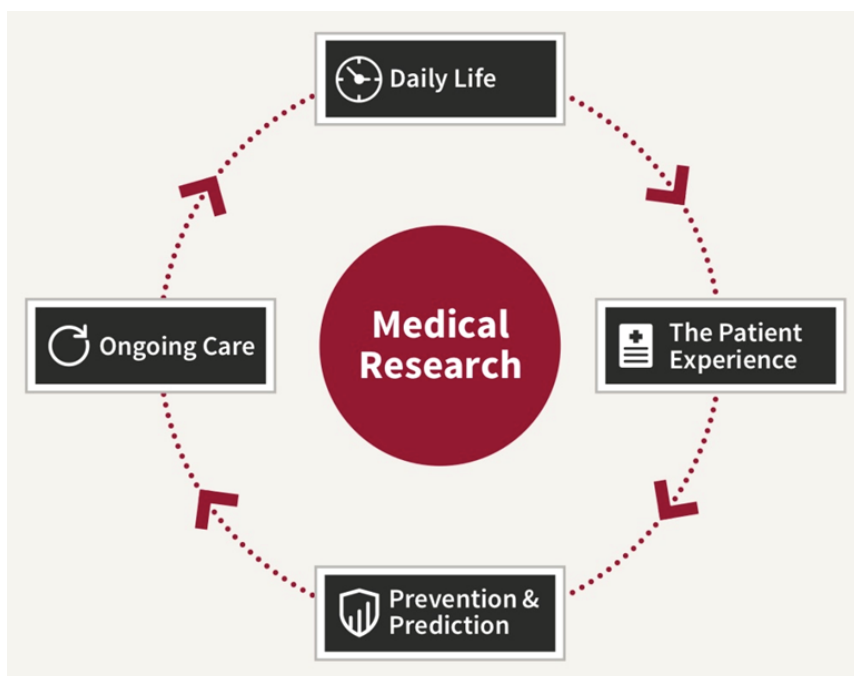 Daily Life
Medical
Research
The Patient
Experience
Ongoing Care
Prevention &
Prediction